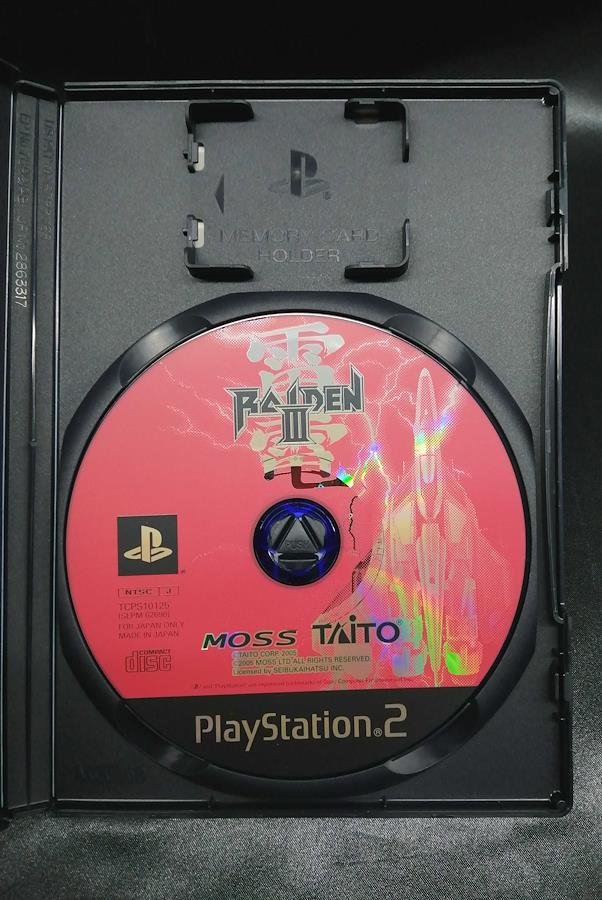 MEMORY CARD
HOLDER
雷電
RAIDEN
III
PUSH
NTSC J
TCPS10125
(SLPM 62696)
FOR JAPAN ONLY
MADE IN JAPAN
COMPACT
disc
MOSS TAITO®
©TAITO CORP. 2005
©2005 MOSS LTD.ALL RIGHTS RESERVED.
Licensed by SEIBUKAIHATSU INC.
PlayStation®2